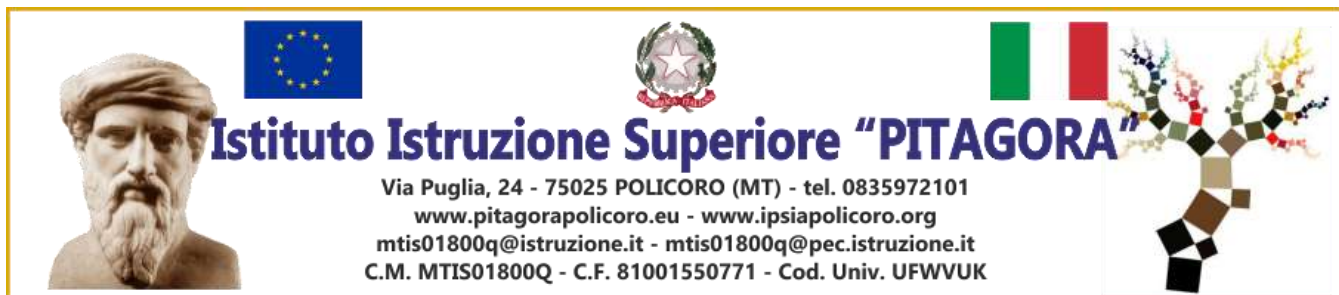 Istituto Istruzione Superiore “PITAGORA”
Via Puglia, 24 - 75025 POLICORO (MT) - tel. 0835972101
www.pitagorapolicoro.eu - www.ipsiapolicoro.org
mtis01800q@istruzione.it - mtis01800q@pec.istruzione.it
C.M. MTIS01800Q - C.F. 81001550771 - Cod. Univ. UFWVUK